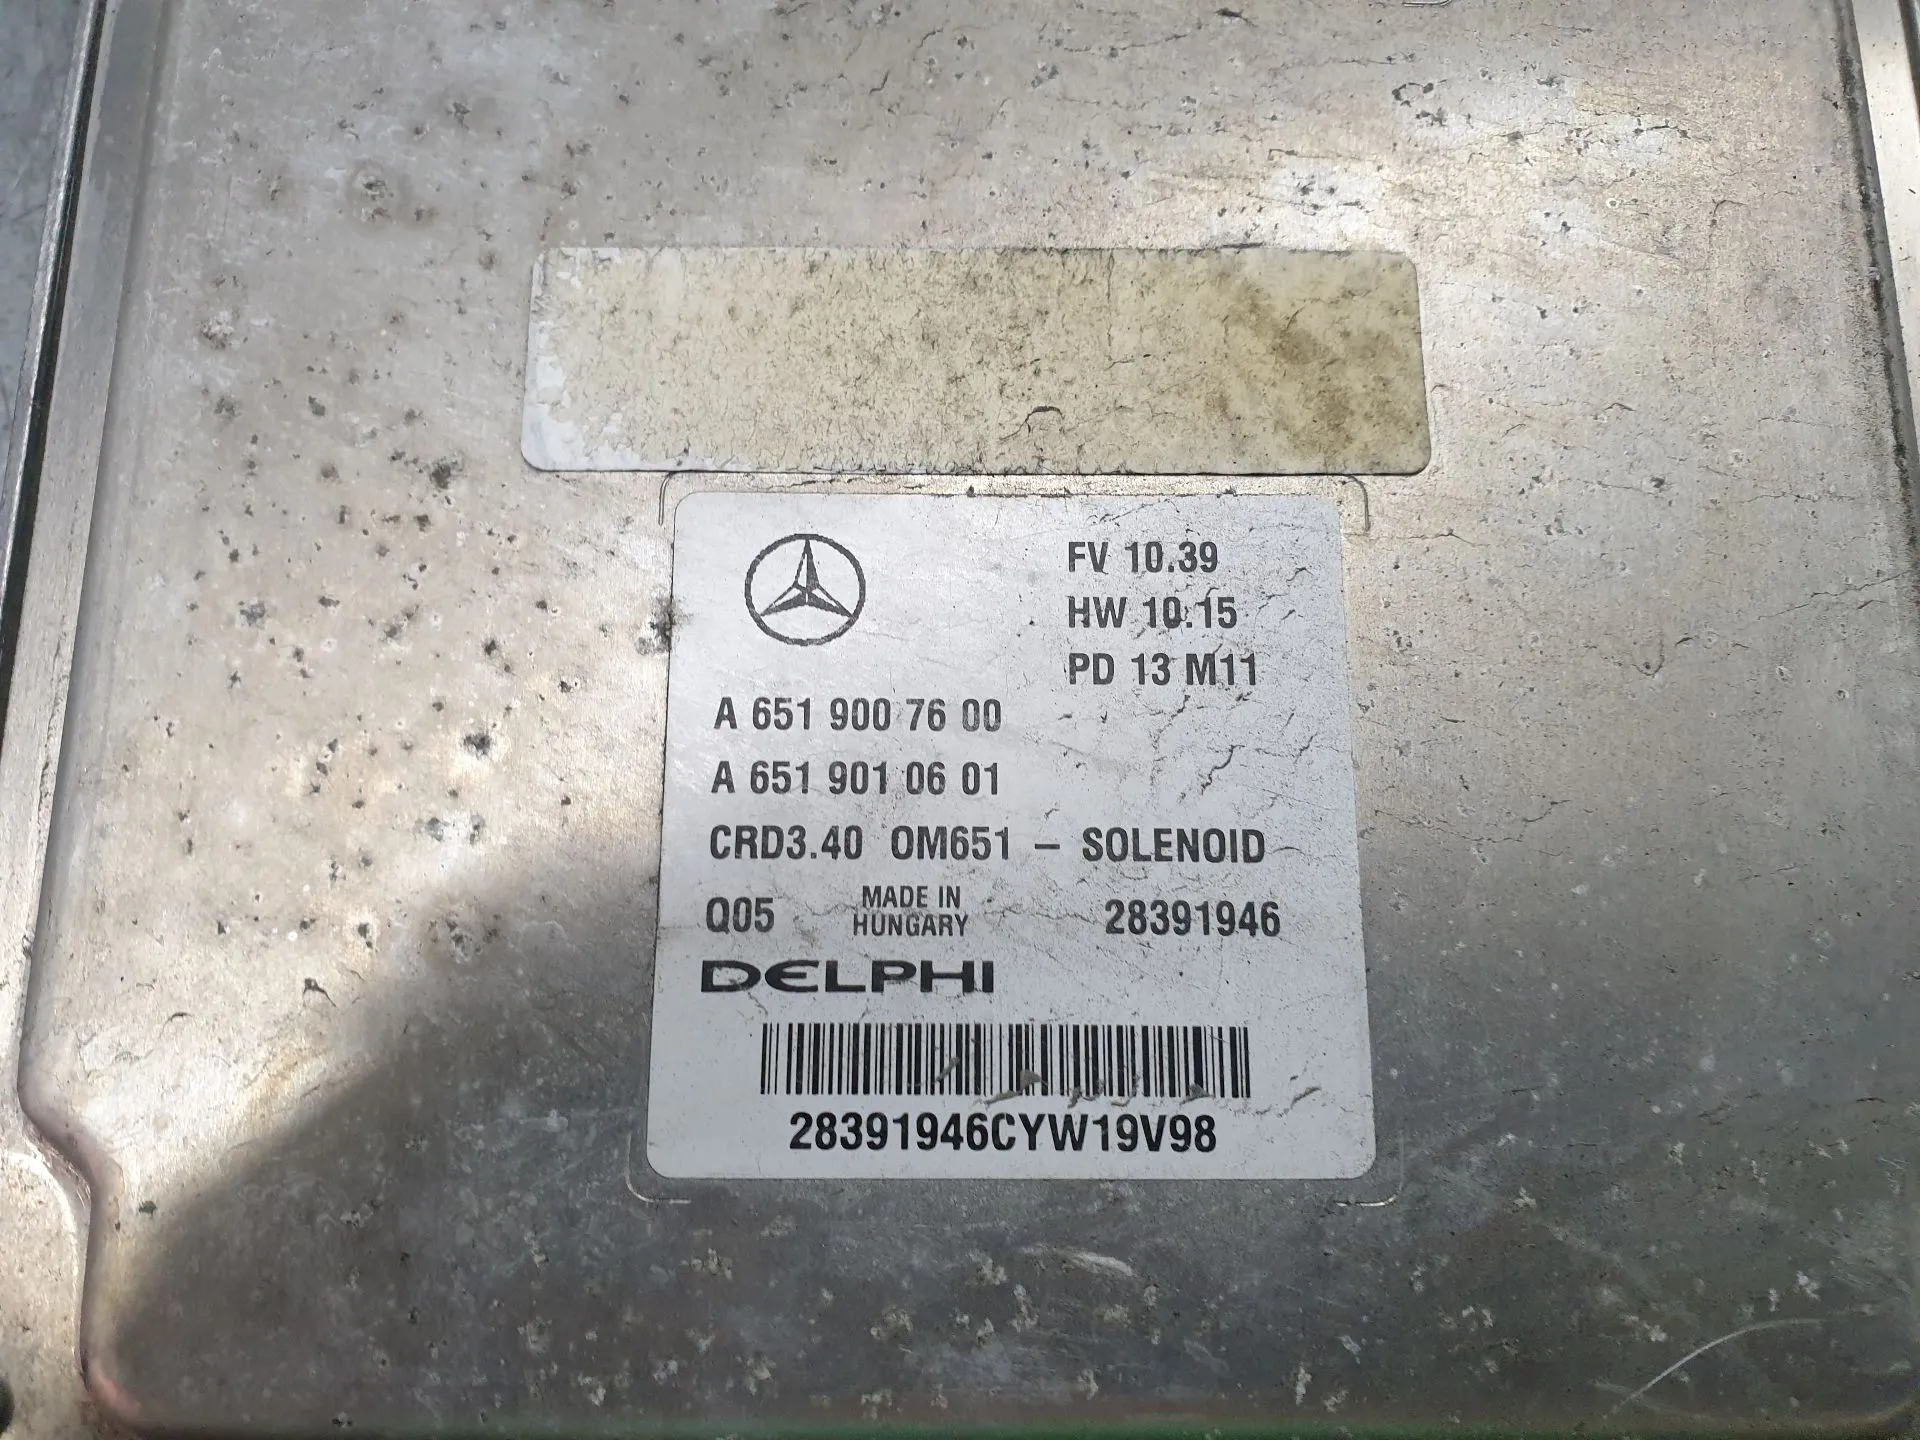 FV 10.39
HW 10.15
PD 13 M11
A 651 900 76 00
A 651 901 06 01
CRD3.40 OM651 – SOLENOID
Q05 MADE IN HUNGARY 28391946
DELPHI
28391946CYW19V98